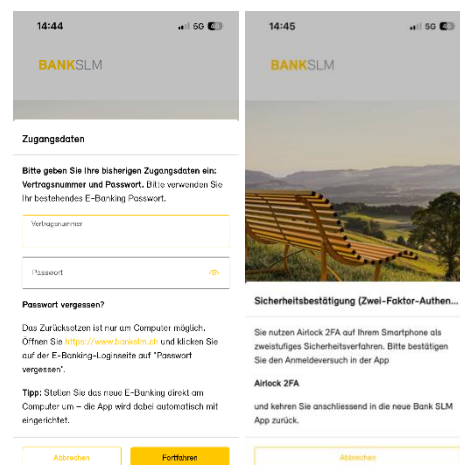 14:44
5G
BANKSLM
Zugangsdaten
Bitte geben Sie Ihre bisherigen Zugangsdaten ein:
Vertragsnummer und Passwort. Bitte verwenden Sie
Ihr bestehendes E-Banking Passwort.
Vertragsnummer
Passwort
Passwort vergessen?
Das Zurücksetzen ist nur am Computer möglich.
Öffnen Sie https://www.bankslm.ch und klicken Sie
auf der E-Banking-Loginseite auf "Passwort
vergessen".
Tipp: Stellen Sie das neue E-Banking direkt am
Computer um – die App wird dabei automatisch mit
eingerichtet.
Abbrechen
Fortfahren
14:45
5G
BANKSLM
Sicherheitsbestätigung (Zwei-Faktor-Authen...
Sie nutzen Airlock 2FA auf Ihrem Smartphone als
zweistufiges Sicherheitsverfahren. Bitte bestätigen
Sie den Anmeldeversuch in der App
Airlock 2FA
und kehren Sie anschliessend in die neue Bank SLM
App zurück.
Abbrechen